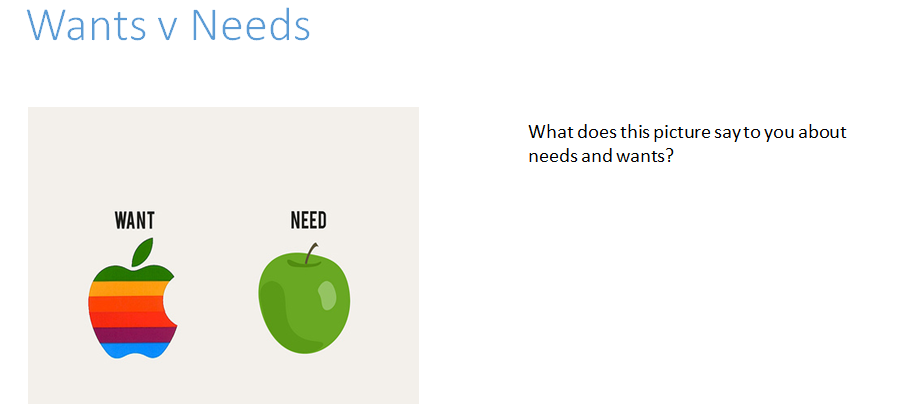 Wants v Needs
What does this picture say to you about
needs and wants?
WANT
NEED